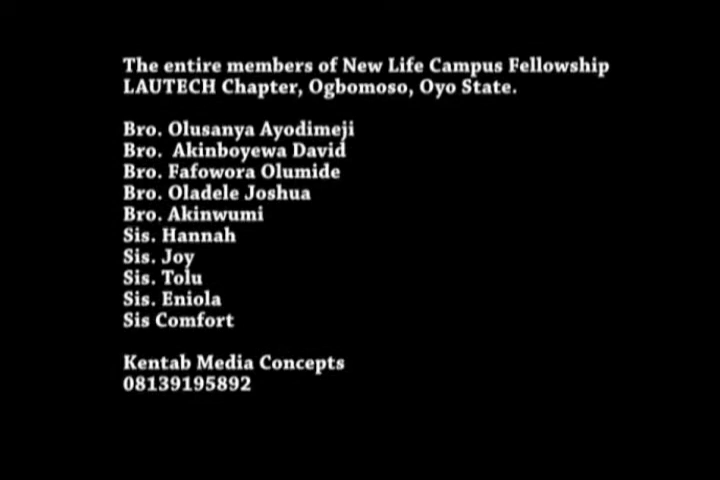 The entire members of New Life Campus Fellowship
LAUTECH Chapter, Ogbomoso, Oyo State.
Bro. Olusanya Ayodimeji
Bro.  Akinboyewa David
Bro. Fafowora Olumide
Bro. Oladele Joshua
Bro. Akinwumi
Sis. Hannah
Sis. Joy
Sis. Tolu
Sis. Eniola
Sis Comfort
Kentab Media Concepts
08139195892